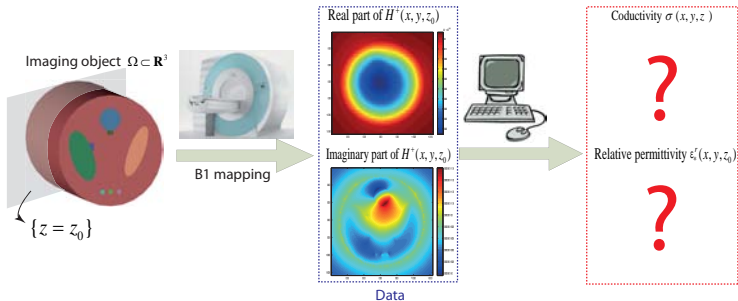 Imaging object Ω ⊂ R³
{z = z₀}
B1 mapping
Real part of H⁺(x, y, z₀)
Imaginary part of H⁺(x, y, z₀)
Data
Coductivity σ (x, y, z )
?
Relative permittivity ε*ʳ(x, y, z₀)
?